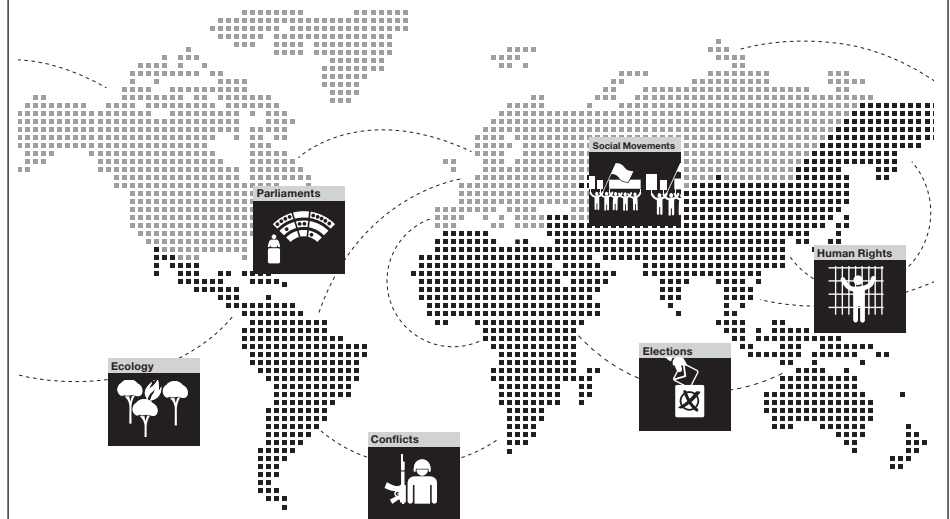 Social Movements
Parliaments
Human Rights
Elections
Ecology
Conflicts